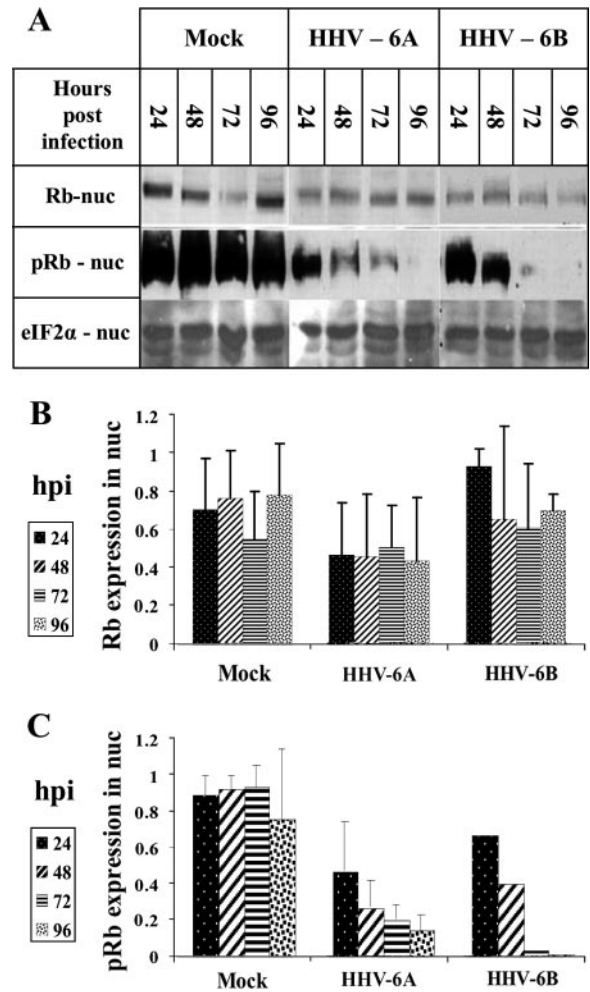 A
Mock HHV – 6A HHV – 6B
Hours
post
infection
24 48 72 96 24 48 72 96 24 48 72 96
Rb-nuc
pRb - nuc
eIF2α - nuc
B
hpi
24
48
72
96
Rb expression in nuc
1.2
1
0.8
0.6
0.4
0.2
0
Mock HHV-6A HHV-6B
C
hpi
24
48
72
96
pRb expression in nuc
1.2
1
0.8
0.6
0.4
0.2
0
Mock HHV-6A HHV-6B